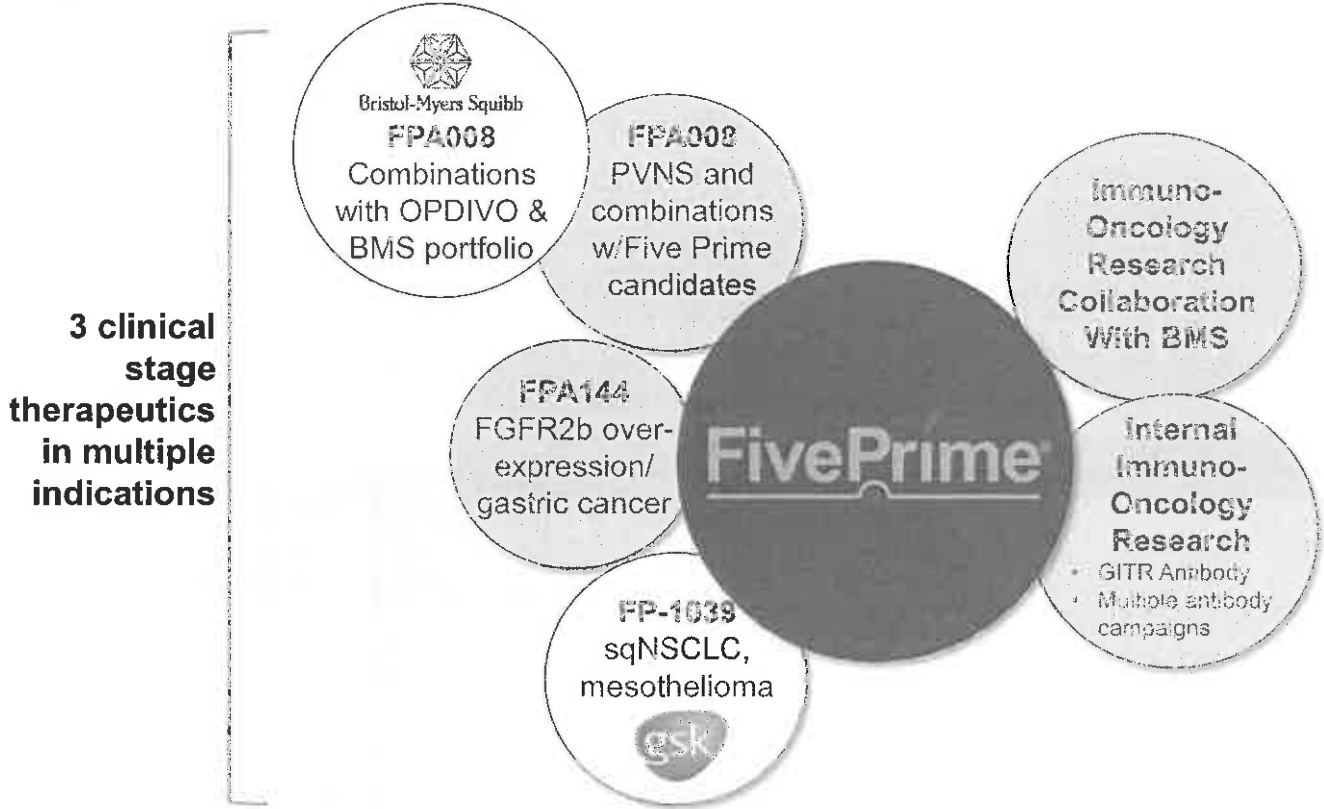 3 clinical
stage
therapeutics
in multiple
indications
Bristol-Myers Squibb
FPA008
Combinations
with OPDIVO &
BMS portfolio
FPA008
PVNS and
combinations
w/Five Prime
candidates
FPA144
FGFR2b over-
expression/
gastric cancer
FP-1039
sqNSCLC,
mesothelioma
gsk
FivePrime
Immuno-
Oncology
Research
Collaboration
With BMS
Internal
Immuno-
Oncology
Research
• GITR Antibody
• Multiple antibody
campaigns